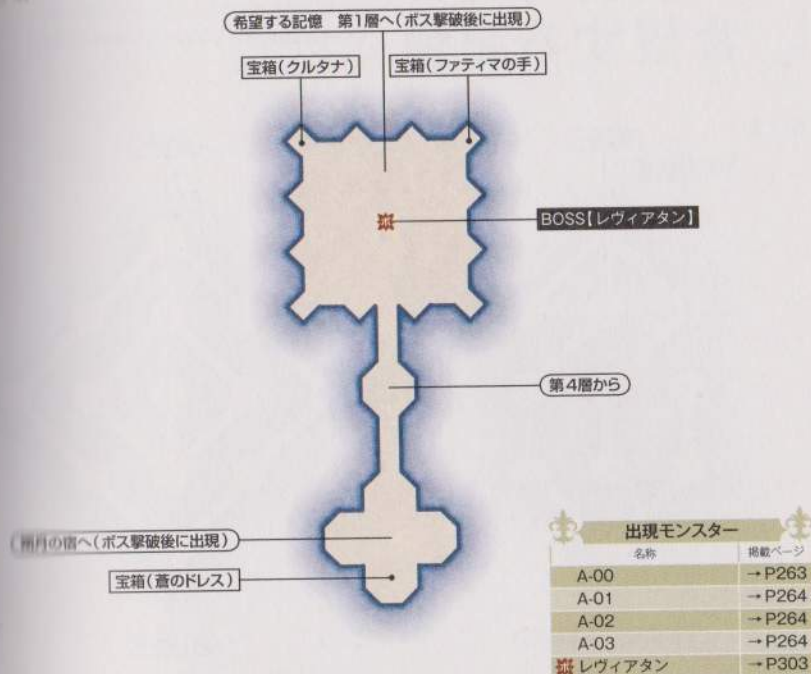 希望する記憶 第1層へ(ボス撃破後に出現)
宝箱(クルタナ)
宝箱(ファティマの手)
BOSS【レヴィアタン】
第4層から
の宿へ(ボス撃破後に出現)
宝箱(蒼のドレス)
出現モンスター
名称 掲載ページ
A-00 →P263
A-01 →P264
A-02 →P264
A-03 →P264
レヴィアタン →P303